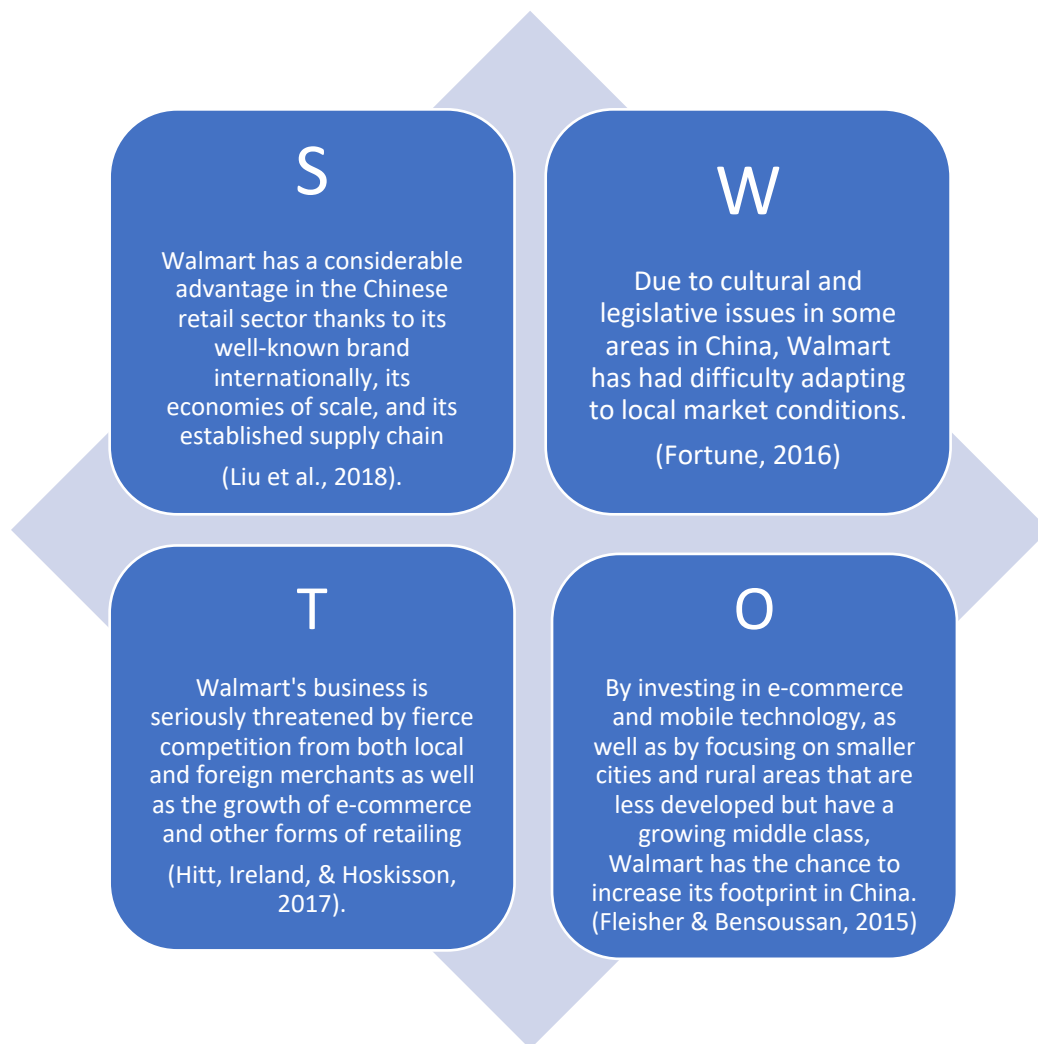 S
Walmart has a considerable
advantage in the Chinese
retail sector thanks to its
well-known brand
internationally, its
economies of scale, and its
established supply chain
(Liu et al., 2018).
W
Due to cultural and
legislative issues in some
areas in China, Walmart
has had difficulty adapting
to local market conditions.
(Fortune, 2016)
T
Walmart's business is
seriously threatened by fierce
competition from both local
and foreign merchants as well
as the growth of e-commerce
and other forms of retailing
(Hitt, Ireland, & Hoskisson,
2017).
O
By investing in e-commerce
and mobile technology, as
well as by focusing on smaller
cities and rural areas that are
less developed but have a
growing middle class,
Walmart has the chance to
increase its footprint in China.
(Fleisher & Bensoussan, 2015)